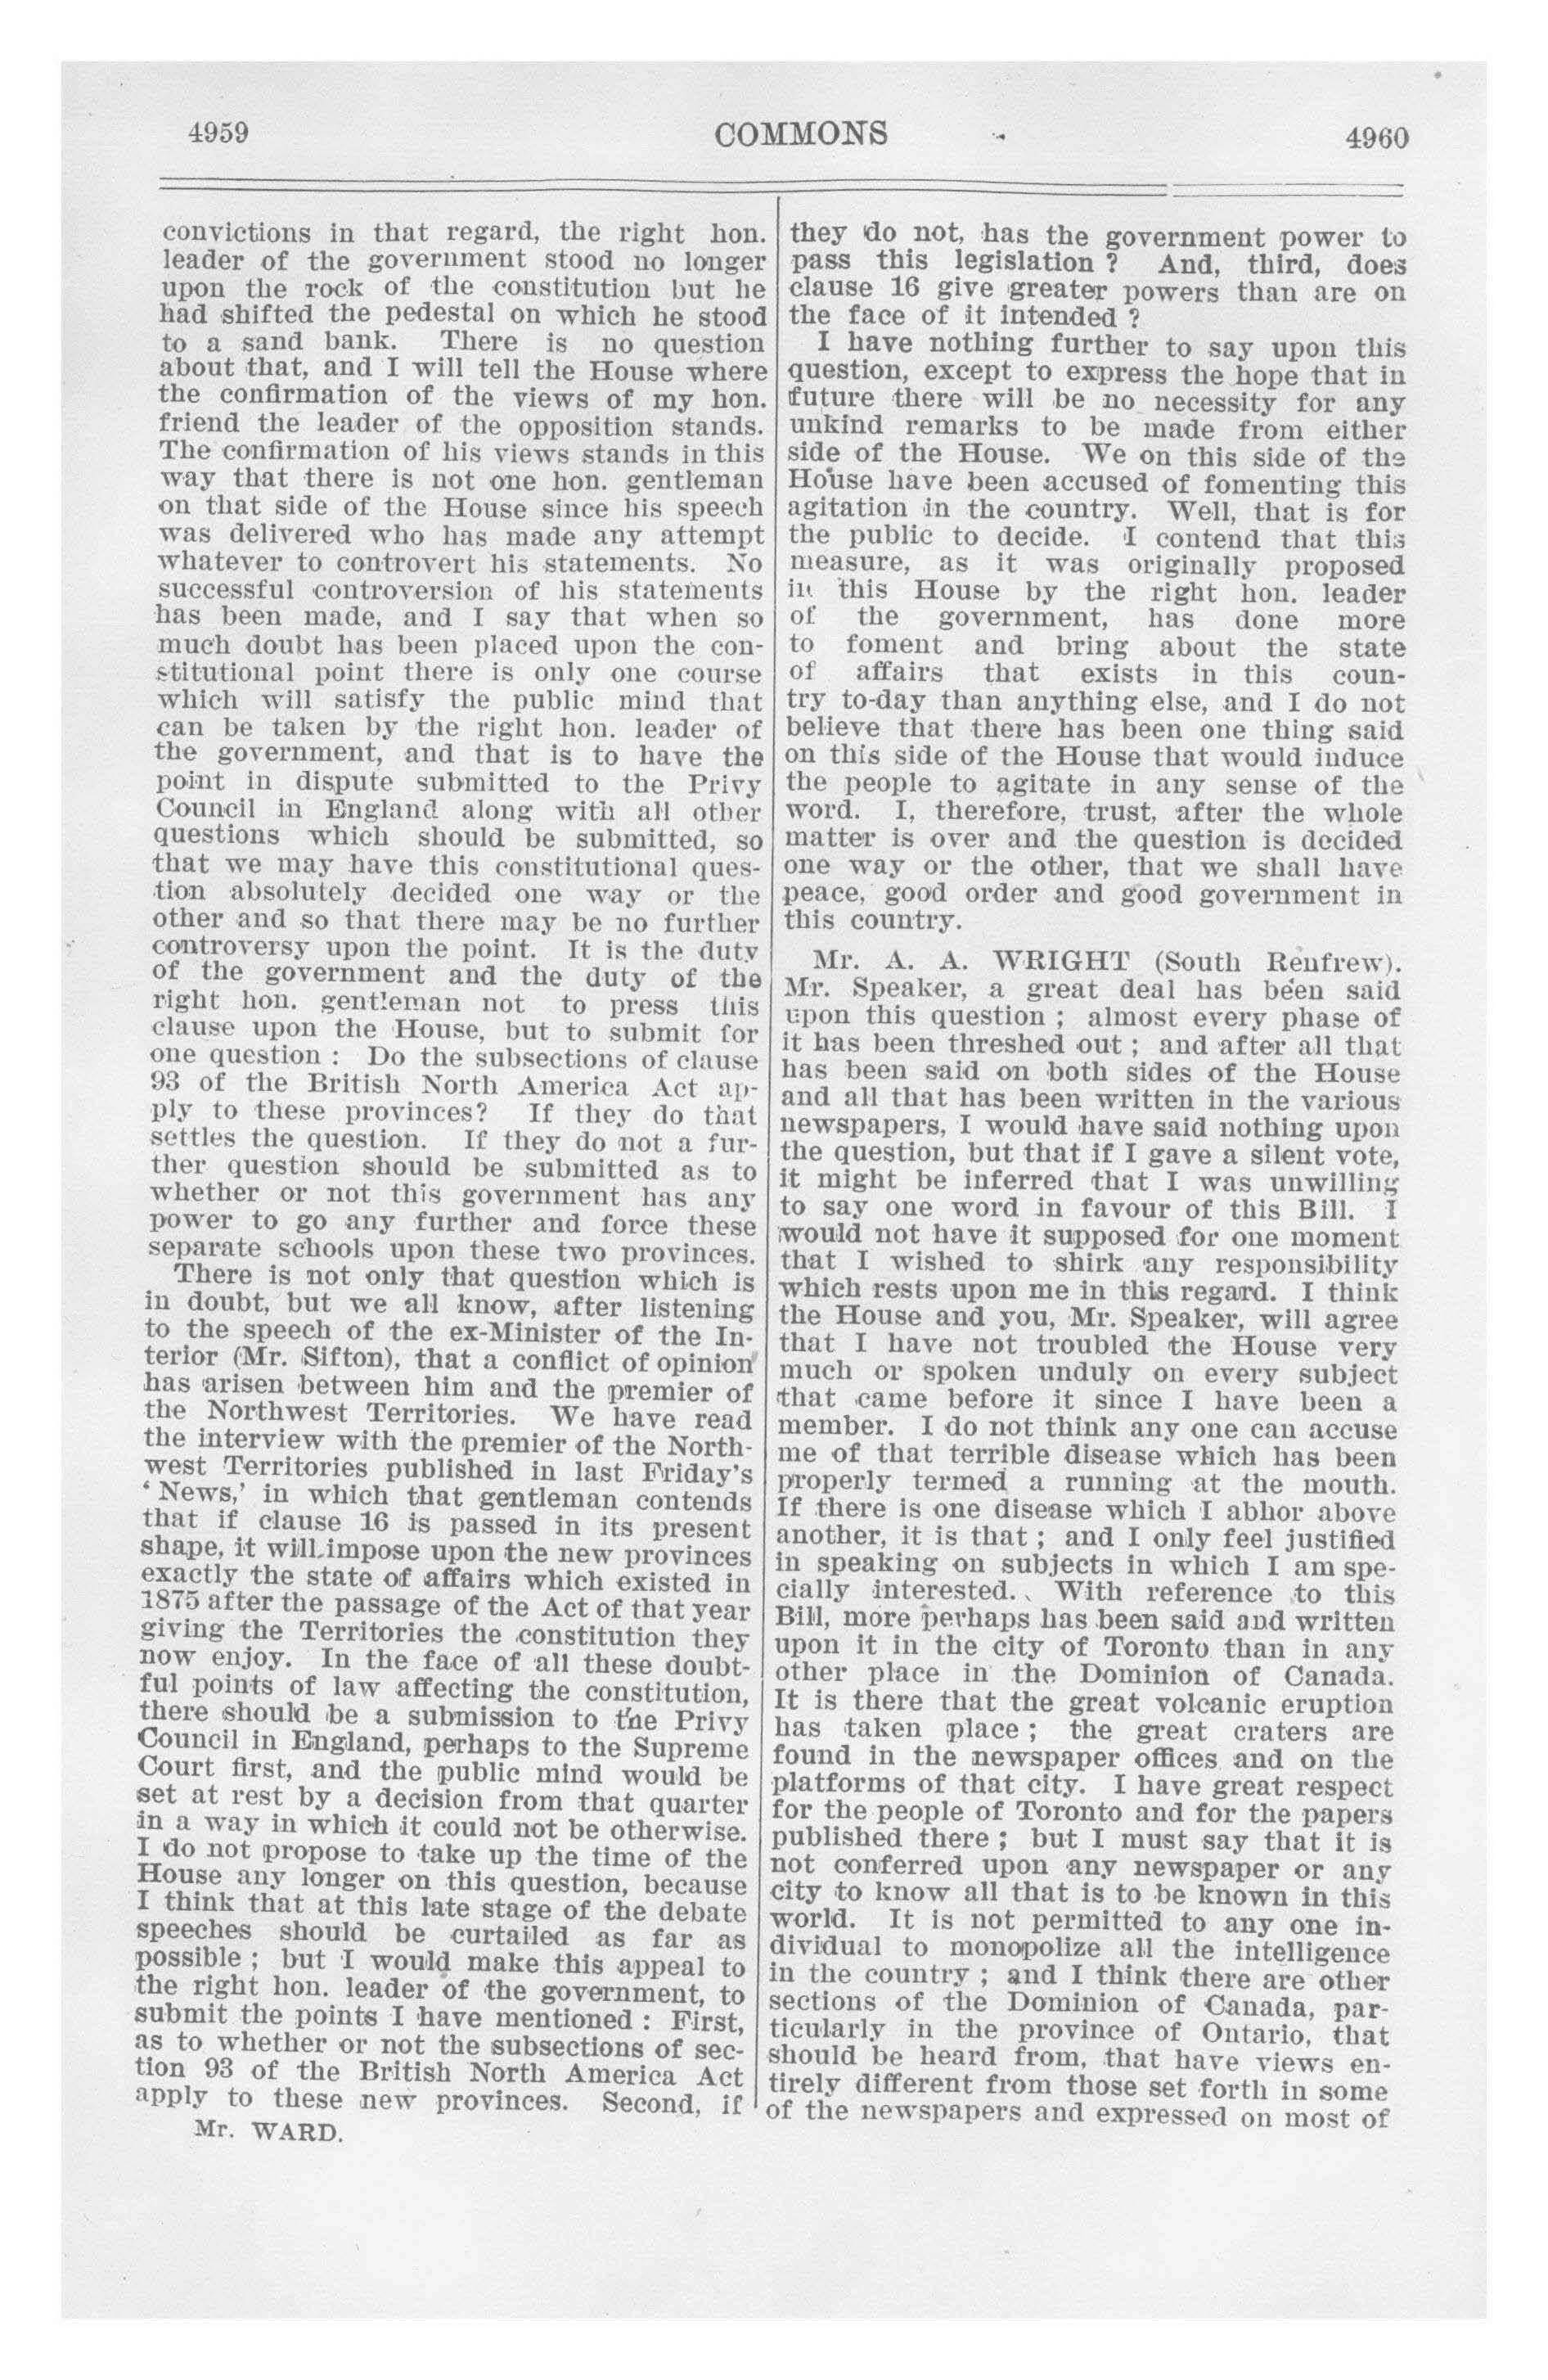 4959
COMMONS
4960
convictions in that regard, the right hon.
leader of the government stood no longer
upon the rock of the constitution but he
had shifted the pedestal on which he stood
to a sand bank. There is no question
about that, and I will tell the House where
the confirmation of the views of my hon.
friend the leader of the opposition stands.
The confirmation of his views stands in this
way that there is not one hon. gentleman
on that side of the House since his speech
was delivered who has made any attempt
whatever to controvert his statements. No
successful controversion of his statements
has been made, and I say that when so
much doubt has been placed upon the con-
stitutional point there is only one course
which will satisfy the public mind that
can be taken by the right hon. leader of
the government, and that is to have the
point in dispute submitted to the Privy
Council in England along with all other
questions which should be submitted, so
that we may have this constitutional ques-
tion absolutely decided one way or the
other and so that there may be no further
controversy upon the point. It is the duty
of the government and the duty of the
right hon. gentleman not to press this
clause upon the House, but to submit for
one question : Do the subsections of clause
93 of the British North America Act ap-
ply to these provinces? If they do that
settles the question. If they do not a fur-
ther question should be submitted as to
whether or not this government has any
power to go any further and force these
separate schools upon these two provinces.
There is not only that question which is
in doubt, but we all know, after listening
to the speech of the ex-Minister of the In-
terior (Mr. Sifton), that a conflict of opinion
has arisen between him and the premier of
the Northwest Territories. We have read
the interview with the premier of the North-
west Territories published in last Friday's
'News,' in which that gentleman contends
that if clause 16 is passed in its present
shape, it will impose upon the new provinces
exactly the state of affairs which existed in
1875 after the passage of the Act of that year
giving the Territories the constitution they
now enjoy. In the face of all these doubt-
ful points of law affecting the constitution,
there should be a submission to the Privy
Council in England, perhaps to the Supreme
Court first, and the public mind would be
set at rest by a decision from that quarter
in a way in which it could not be otherwise.
I do not propose to take up the time of the
House any longer on this question, because
I think that at this late stage of the debate
speeches should be curtailed as far as
possible ; but I would make this appeal to
the right hon. leader of the government, to
submit the points I have mentioned : First,
as to whether or not the subsections of sec-
tion 93 of the British North America Act
apply to these new provinces. Second, if
Mr. WARD.
they do not, has the government power to
pass this legislation ? And, third, does
clause 16 give greater powers than are on
the face of it intended ?
I have nothing further to say upon this
question, except to express the hope that in
future there will be no necessity for any
unkind remarks to be made from either
side of the House. We on this side of the
House have been accused of fomenting this
agitation in the country. Well, that is for
the public to decide. I contend that this
measure, as it was originally proposed
in this House by the right hon. leader
of the government, has done more
to foment and bring about the state
of affairs that exists in this coun-
try to-day than anything else, and I do not
believe that there has been one thing said
on this side of the House that would induce
the people to agitate in any sense of the
word. I, therefore, trust, after the whole
matter is over and the question is decided
one way or the other, that we shall have
peace, good order and good government in
this country.
Mr. A. A. WRIGHT (South Renfrew).
Mr. Speaker, a great deal has been said
upon this question ; almost every phase of
it has been threshed out ; and after all that
has been said on both sides of the House
and all that has been written in the various
newspapers, I would have said nothing upon
the question, but that if I gave a silent vote,
it might be inferred that I was unwilling
to say one word in favour of this Bill. I
would not have it supposed for one moment
that I wished to shirk any responsibility
which rests upon me in this regard. I think
the House and you, Mr. Speaker, will agree
that I have not troubled the House very
much or spoken unduly on every subject
that came before it since I have been a
member. I do not think any one can accuse
me of that terrible disease which has been
properly termed a running at the mouth.
If there is one disease which I abhor above
another, it is that ; and I only feel justified
in speaking on subjects in which I am spe-
cially interested. With reference to this
Bill, more perhaps has been said and written
upon it in the city of Toronto than in any
other place in the Dominion of Canada.
It is there that the great volcanic eruption
has taken place ; the great craters are
found in the newspaper offices and on the
platforms of that city. I have great respect
for the people of Toronto and for the papers
published there ; but I must say that it is
not conferred upon any newspaper or any
city to know all that is to be known in this
world. It is not permitted to any one in-
dividual to monopolize all the intelligence
in the country ; and I think there are other
sections of the Dominion of Canada, par-
ticularly in the province of Ontario, that
should be heard from, that have views en-
tirely different from those set forth in some
of the newspapers and expressed on most of